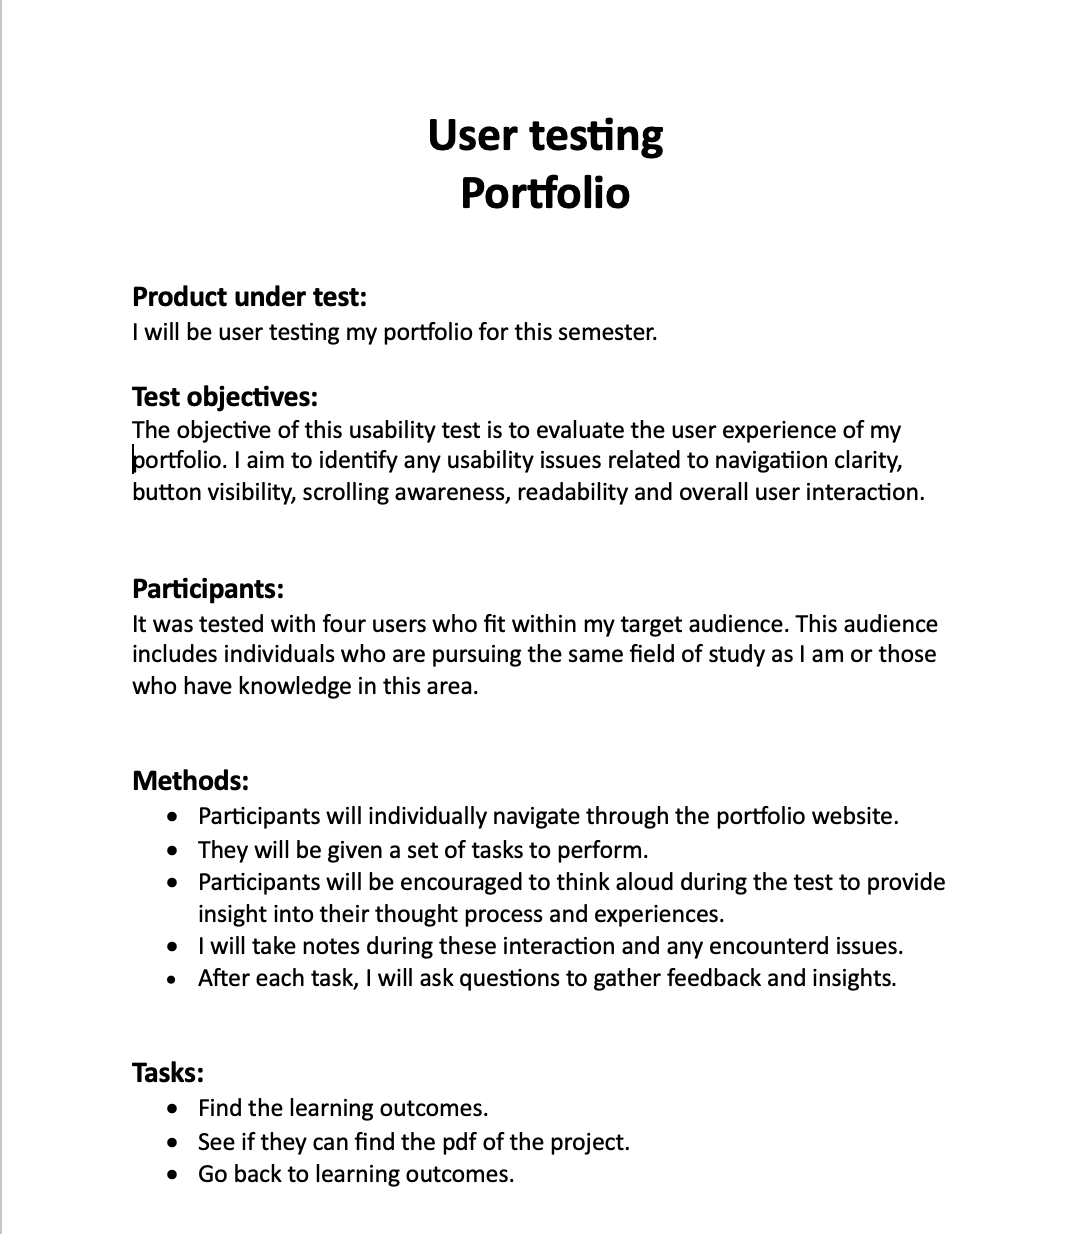 User testing
Portfolio
Product under test:
I will be user testing my portfolio for this semester.
Test objectives:
The objective of this usability test is to evaluate the user experience of my
portfolio. I aim to identify any usability issues related to navigatiion clarity,
button visibility, scrolling awareness, readability and overall user interaction.
Participants:
It was tested with four users who fit within my target audience. This audience
includes individuals who are pursuing the same field of study as I am or those
who have knowledge in this area.
Methods:
• Participants will individually navigate through the portfolio website.
• They will be given a set of tasks to perform.
• Participants will be encouraged to think aloud during the test to provide
insight into their thought process and experiences.
• I will take notes during these interaction and any encounterd issues.
• After each task, I will ask questions to gather feedback and insights.
Tasks:
• Find the learning outcomes.
• See if they can find the pdf of the project.
• Go back to learning outcomes.